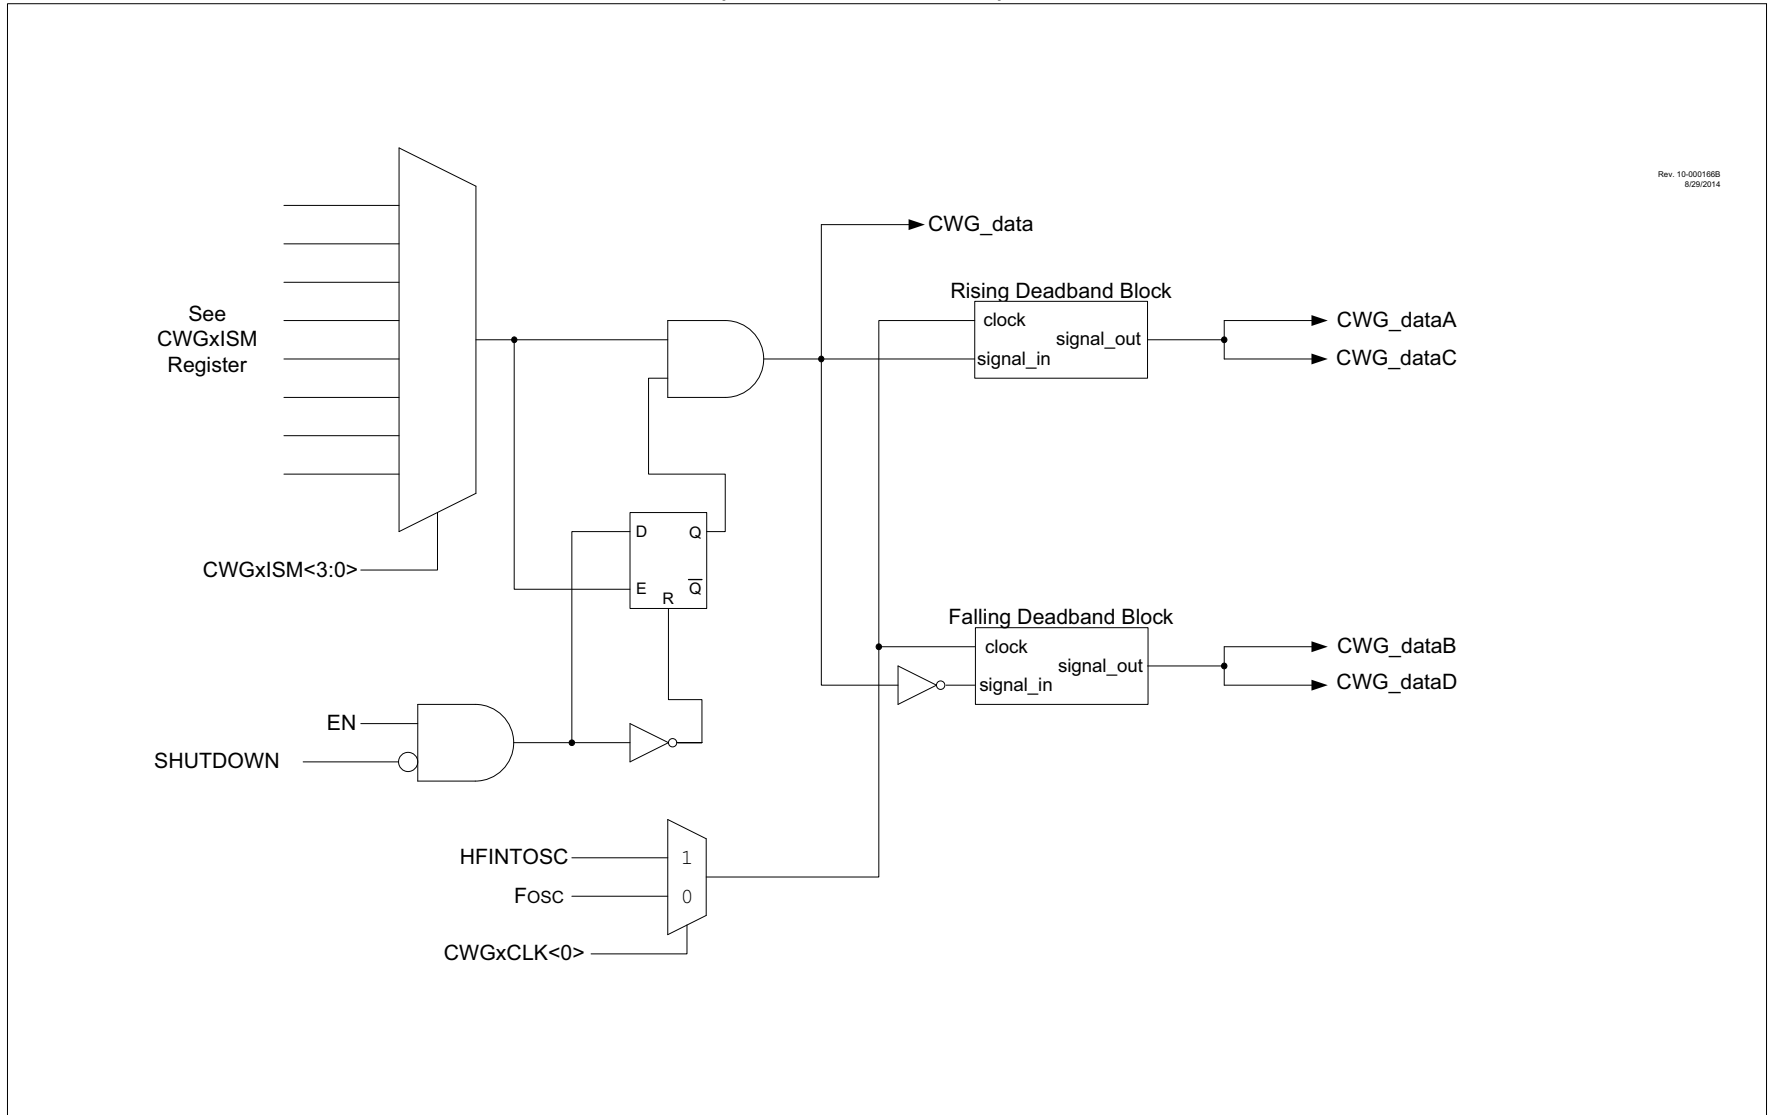 Rev. 10-000166B
8/29/2014
CWG_data
Rising Deadband Block
clock
signal_out
signal_in
CWG_dataA
CWG_dataC
See
CWGxISM
Register
D
Q
E
Q̅
R
CWGxISM<3:0>
Falling Deadband Block
clock
signal_out
signal_in
CWG_dataB
CWG_dataD
EN
SHUTDOWN
HFINTOSC
1
FOSC
0
CWGxCLK<0>